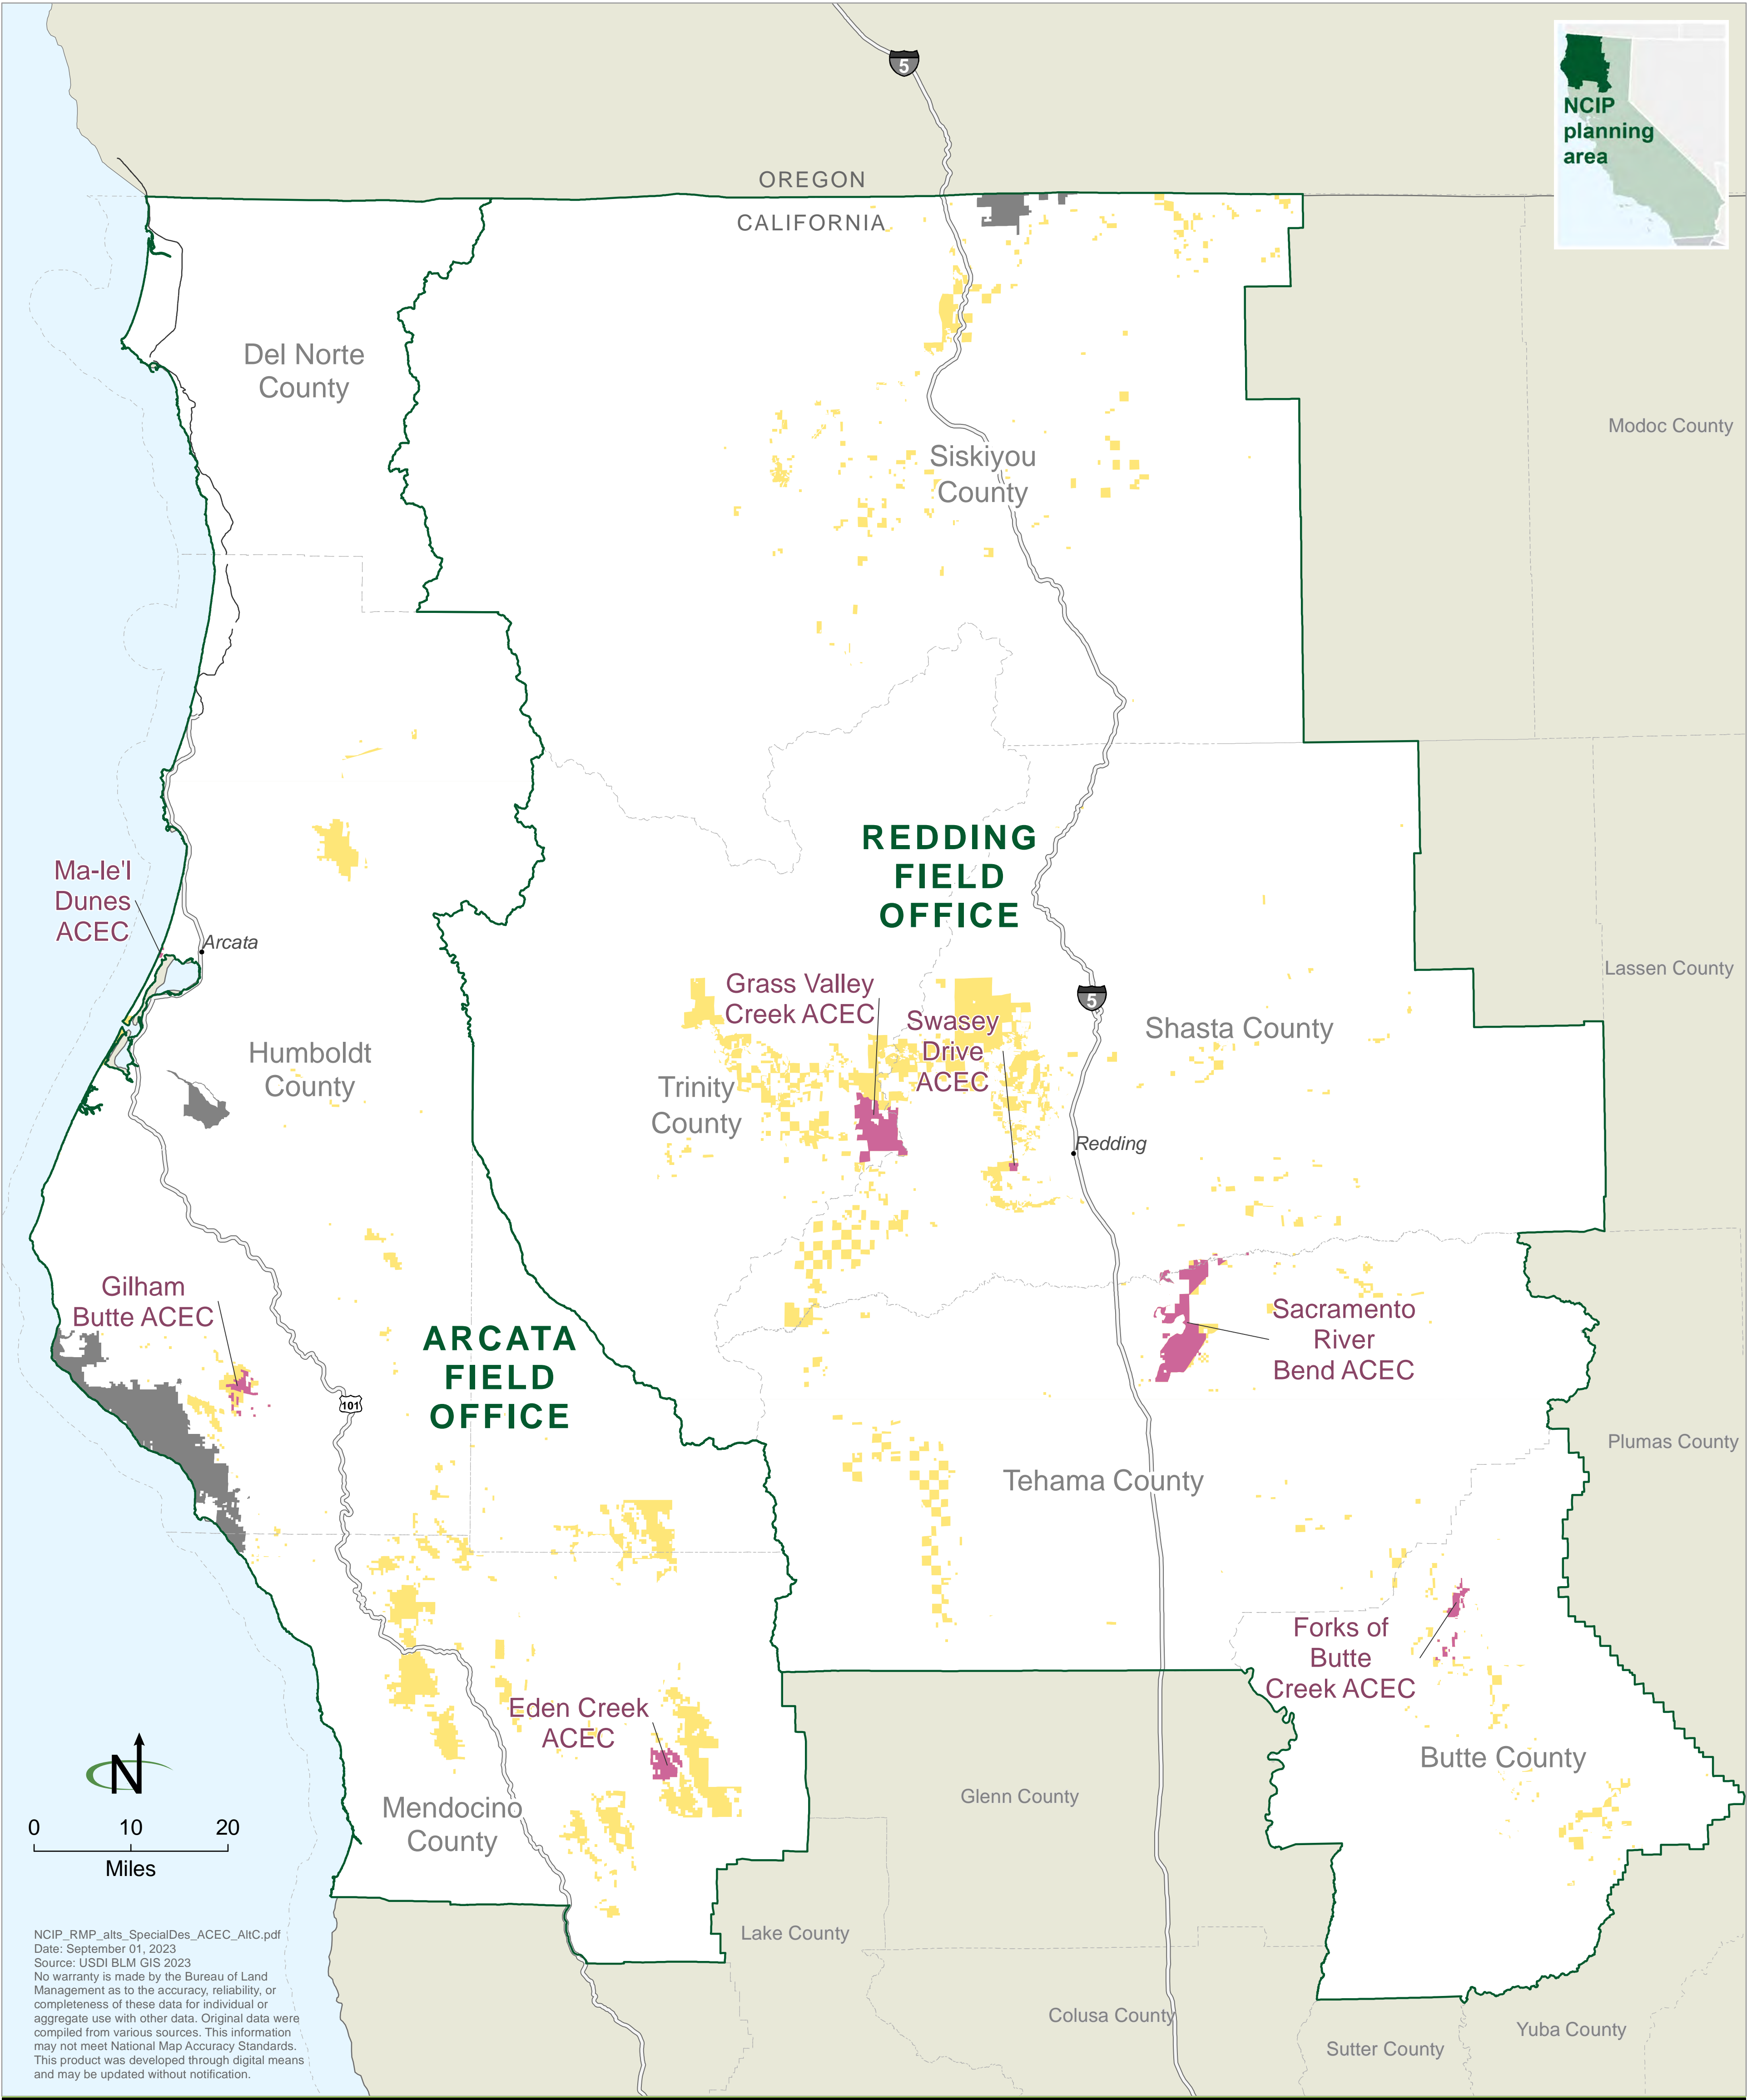 5
NCIP
planning
area
OREGON
CALIFORNIA
Del Norte
County
Modoc County
Siskiyou
County
REDDING
FIELD
OFFICE
Ma-le'l
Dunes
ACEC
Arcata
Lassen County
Grass Valley
Creek ACEC
Swasey
Drive
ACEC
5
Shasta County
Humboldt
County
Trinity
County
Redding
Gilham
Butte ACEC
Sacramento
River
Bend ACEC
ARCATA
FIELD
OFFICE
101
Plumas County
Tehama County
Forks of
Butte
Creek ACEC
Eden Creek
ACEC
Butte County
N
Glenn County
Mendocino
County
0 10 20
Miles
Lake County
NCIP_RMP_alts_SpecialDes_ACEC_AltC.pdf
Date: September 01, 2023
Source: USDI BLM GIS 2023
No warranty is made by the Bureau of Land
Management as to the accuracy, reliability, or
completeness of these data for individual or
aggregate use with other data. Original data were
compiled from various sources. This information
may not meet National Map Accuracy Standards.
This product was developed through digital means
and may be updated without notification.
Colusa County
Yuba County
Sutter County